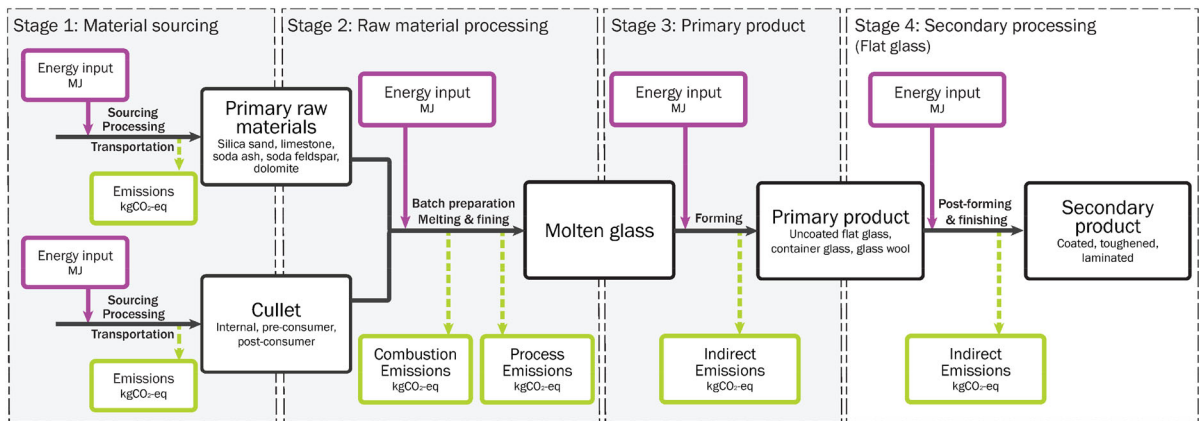 Stage 1: Material sourcing
Energy input
MJ
Sourcing
Processing
Transportation
Emissions
kgCO₂-eq
Primary raw
materials
Silica sand, limestone,
soda ash, soda feldspar,
dolomite
Energy input
MJ
Sourcing
Processing
Transportation
Emissions
kgCO₂-eq
Cullet
Internal, pre-consumer,
post-consumer
Stage 2: Raw material processing
Energy input
MJ
Batch preparation
Melting & fining
Combustion
Emissions
kgCO₂-eq
Process
Emissions
kgCO₂-eq
Molten glass
Stage 3: Primary product
Energy input
MJ
Forming
Indirect
Emissions
kgCO₂-eq
Primary product
Uncoated flat glass,
container glass, glass wool
Stage 4: Secondary processing
(Flat glass)
Energy input
MJ
Post-forming
& finishing
Indirect
Emissions
kgCO₂-eq
Secondary
product
Coated, toughened,
laminated